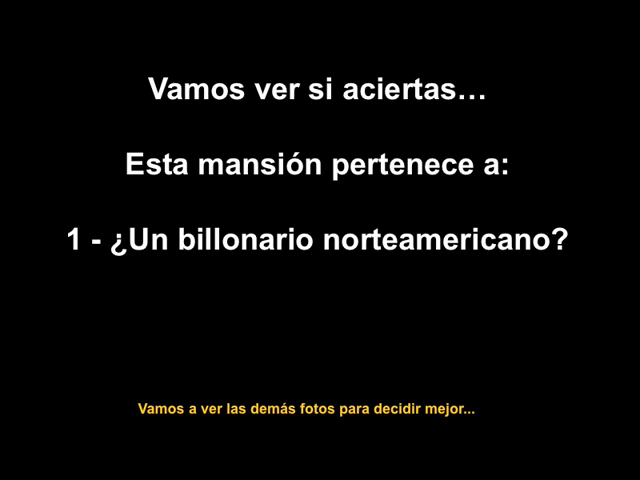 Vamos ver si aciertas…
Esta mansión pertenece a:
1 - ¿Un billonario norteamericano?
Vamos a ver las demás fotos para decidir mejor...